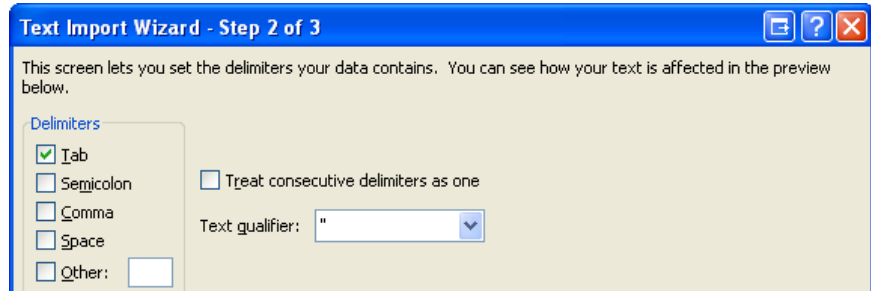 Text Import Wizard - Step 2 of 3
This screen lets you set the delimiters your data contains. You can see how your text is affected in the preview
below.
Delimiters
Tab
Semicolon
Comma
Space
Other:
Treat consecutive delimiters as one
Text qualifier: "